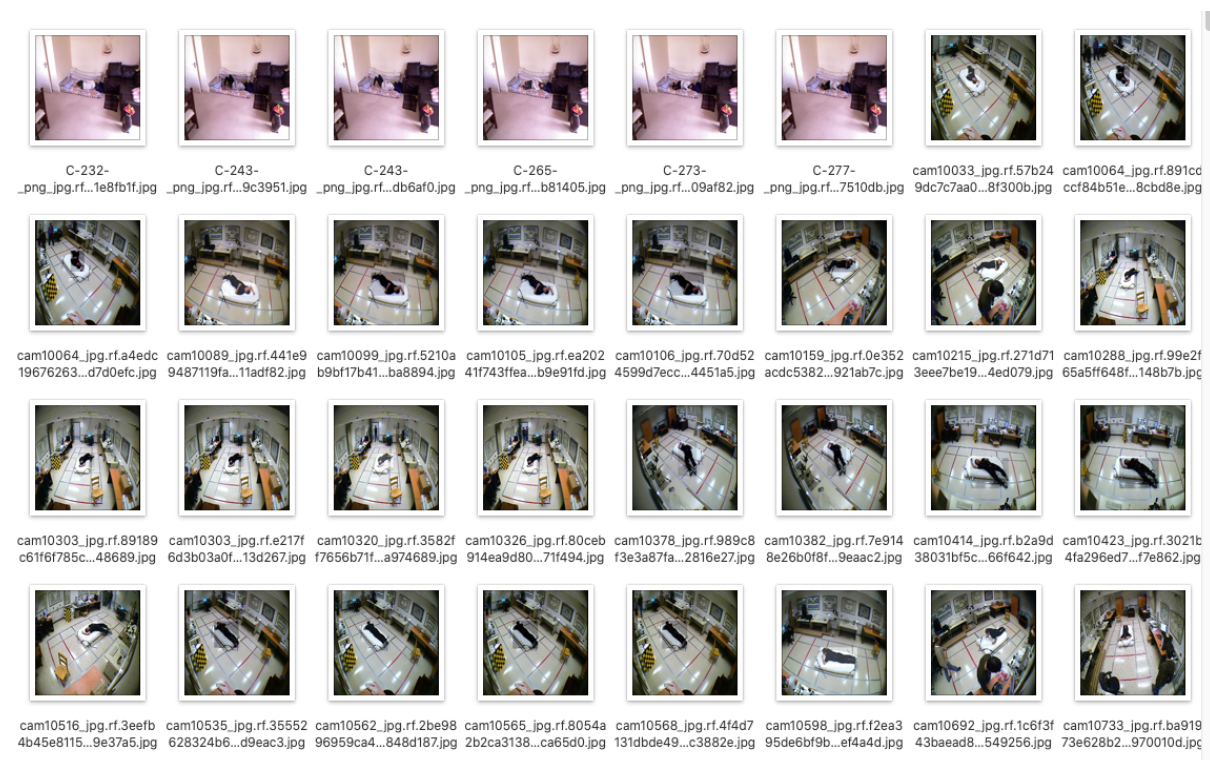 C-232-
_png_jpg.rf...1e8fb1f.jpg
C-243-
_png_jpg.rf...9c3951.jpg
C-243-
_png_jpg.rf...db6af0.jpg
C-265-
_png_jpg.rf...b81405.jpg
C-273-
_png_jpg.rf...09af82.jpg
C-277-
_png_jpg.rf...7510db.jpg
cam10033_jpg.rf.57b24
9dc7c7aa0...8f300b.jpg
cam10064_jpg.rf.891cd
ccf84b51e...8cbd8e.jpg
cam10064_jpg.rf.a4edc
19676263...d7d0efc.jpg
cam10089_jpg.rf.441e9
9487119fa...11adf82.jpg
cam10099_jpg.rf.5210a
b9bf17b41...ba8894.jpg
cam10105_jpg.rf.ea202
41f743ffea...b9e91fd.jpg
cam10106_jpg.rf.70d52
4599d7ecc...4451a5.jpg
cam10159_jpg.rf.0e352
acdc5382...921ab7c.jpg
cam10215_jpg.rf.271d71
3eee7be19...4ed079.jpg
cam10288_jpg.rf.99e2f
65a5ff648f...148b7b.jpg
cam10303_jpg.rf.89189
c61f6f785c...48689.jpg
cam10303_jpg.rf.e217f
6d3b03a0f...13d267.jpg
cam10320_jpg.rf.3582f
f7656b71f...a974689.jpg
cam10326_jpg.rf.80ceb
914ea9d80...71f494.jpg
cam10378_jpg.rf.989c8
f3e3a87fa...2816e27.jpg
cam10382_jpg.rf.7e914
8e26b0f8f...9eaac2.jpg
cam10414_jpg.rf.b2a9d
38031bf5c...66f642.jpg
cam10423_jpg.rf.3021b
4fa296ed7...f7e862.jpg
cam10516_jpg.rf.3eefb
4b45e8115...9e37a5.jpg
cam10535_jpg.rf.35552
628324b6...d9eac3.jpg
cam10562_jpg.rf.2be98
96959ca4...848d187.jpg
cam10565_jpg.rf.8054a
2b2ca3138...ca65d0.jpg
cam10568_jpg.rf.4f4d7
131dbde49...c3882e.jpg
cam10598_jpg.rf.f2ea3
95de6bf9b...ef4a4d.jpg
cam10692_jpg.rf.1c6f3f
43baead8...549256.jpg
cam10733_jpg.rf.ba919
73e628b2...970010d.jpg